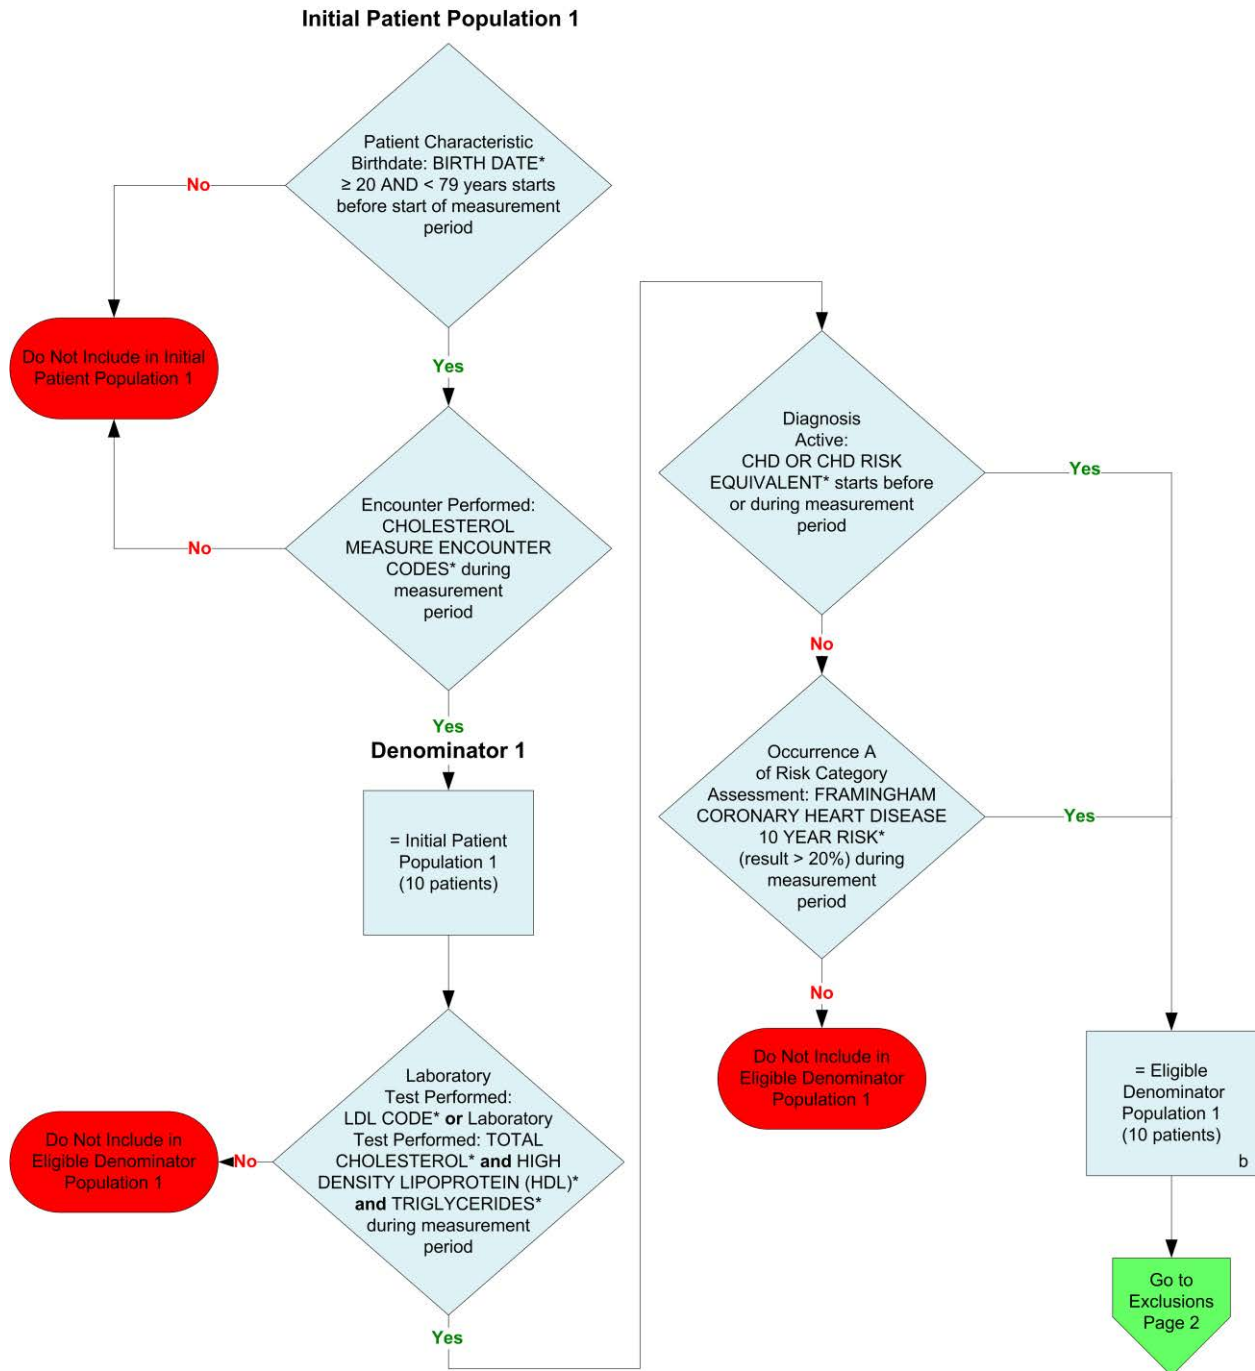 Initial Patient Population 1
Patient Characteristic
Birthdate: BIRTH DATE*
≥ 20 AND < 79 years starts
before start of measurement
period
No
Yes
Do Not Include in Initial
Patient Population 1
Encounter Performed:
CHOLESTEROL
MEASURE ENCOUNTER
CODES* during
measurement
period
No
Yes
Denominator 1
= Initial Patient
Population 1
(10 patients)
Laboratory
Test Performed:
LDL CODE* or Laboratory
Test Performed: TOTAL
CHOLESTEROL* and HIGH
DENSITY LIPOPROTEIN (HDL)*
and TRIGLYCERIDES*
during measurement
period
No
Do Not Include in
Eligible Denominator
Population 1
Yes
Diagnosis
Active:
CHD OR CHD RISK
EQUIVALENT* starts before
or during measurement
period
Yes
No
Occurrence A
of Risk Category
Assessment: FRAMINGHAM
CORONARY HEART DISEASE
10 YEAR RISK*
(result > 20%) during
measurement
period
Yes
No
Do Not Include in
Eligible Denominator
Population 1
= Eligible
Denominator
Population 1
(10 patients)
b
Go to
Exclusions
Page 2